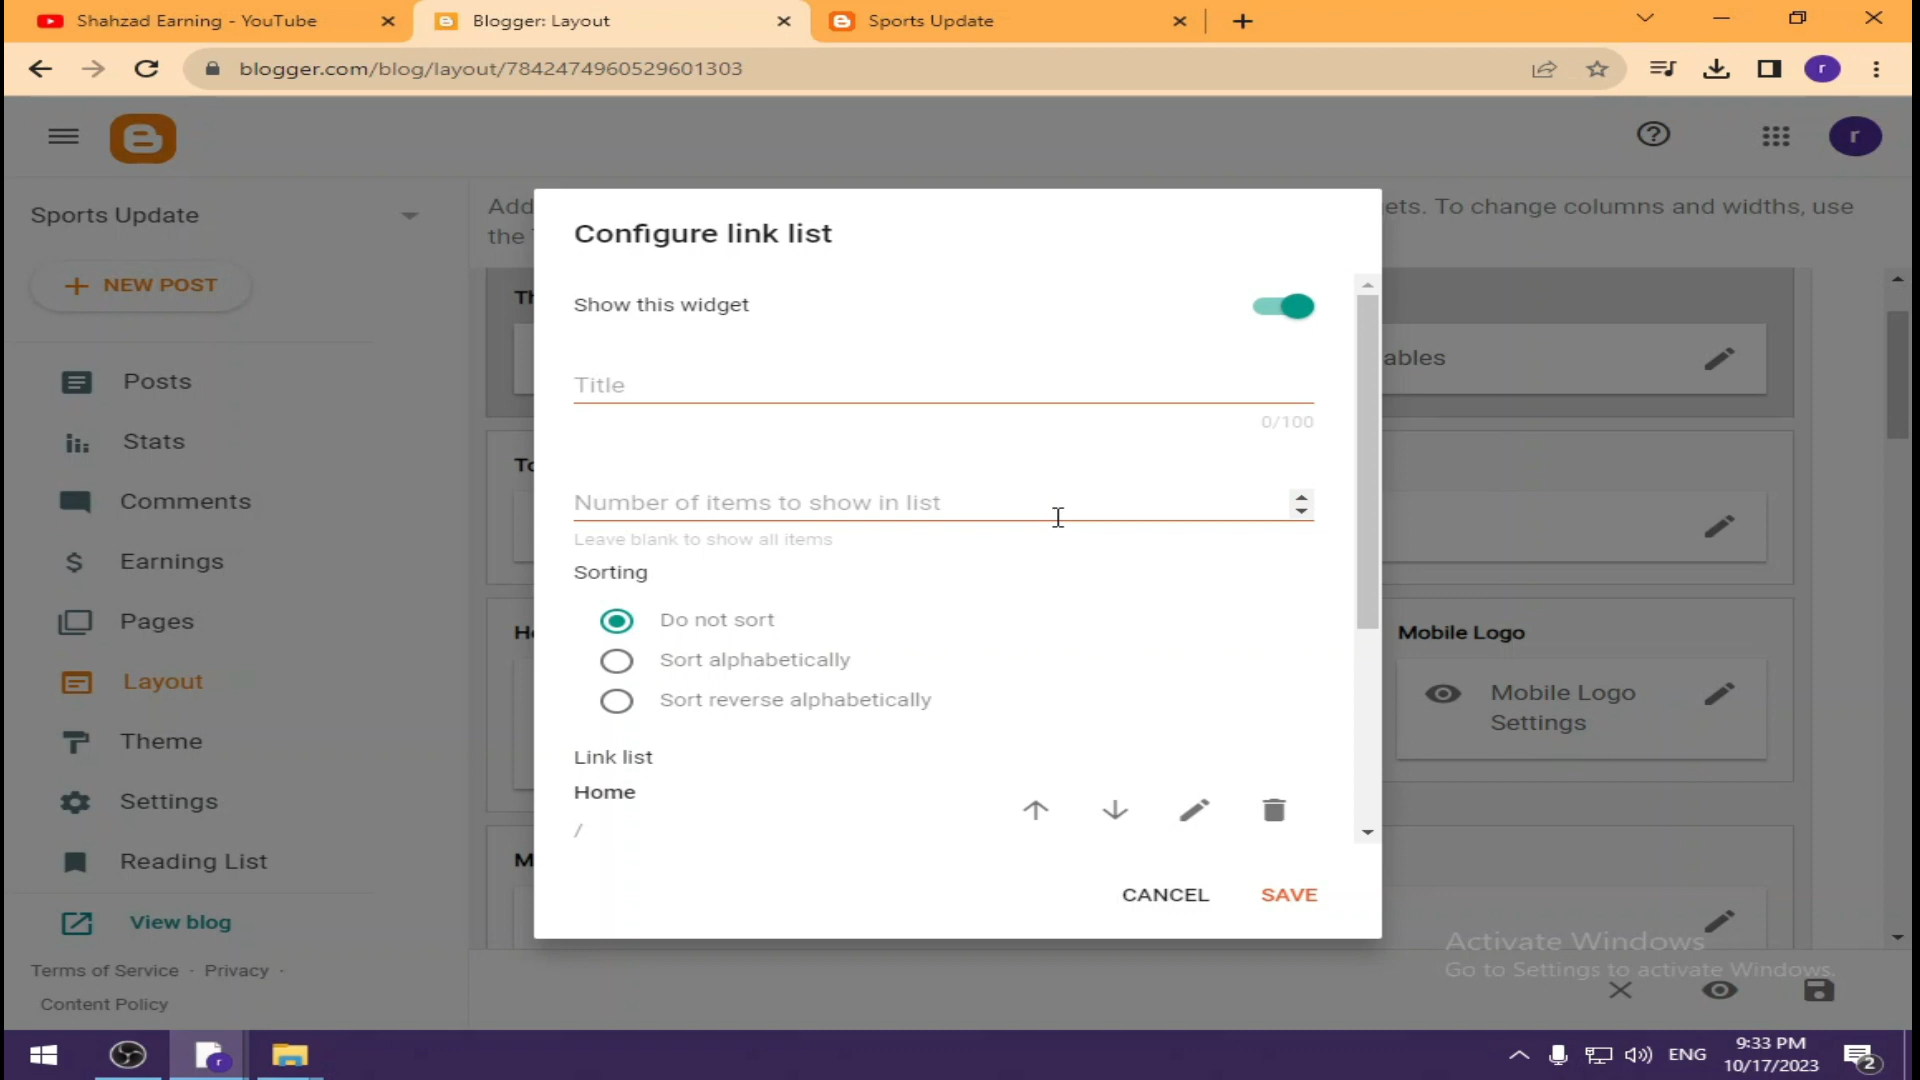 Shahzad Earning - YouTube
Blogger: Layout
Sports Update
blogger.com/blog/layout/7842474960529601303
r
r
Sports Update
NEW POST
Posts
Stats
Comments
Earnings
Pages
Layout
Theme
Settings
Reading List
View blog
Terms of Service · Privacy ·
Content Policy
Add
ets. To change columns and widths, use
the
Th
ables
To
He
Mobile Logo
Mobile Logo
Settings
M
Configure link list
Show this widget
Title
0/100
Number of items to show in list
Leave blank to show all items
Sorting
Do not sort
Sort alphabetically
Sort reverse alphabetically
Link list
Home
/
CANCEL
SAVE
Activate Windows
Go to Settings to activate Windows.
r
ENG
9:33 PM
10/17/2023
2